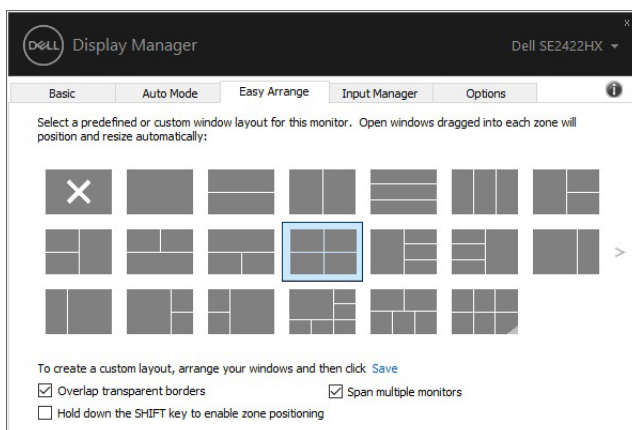 DELL Display Manager Dell SE2422HX
Basic Auto Mode Easy Arrange Input Manager Options
Select a predefined or custom window layout for this monitor. Open windows dragged into each zone will
position and resize automatically:
To create a custom layout, arrange your windows and then click Save
Overlap transparent borders Span multiple monitors
Hold down the SHIFT key to enable zone positioning